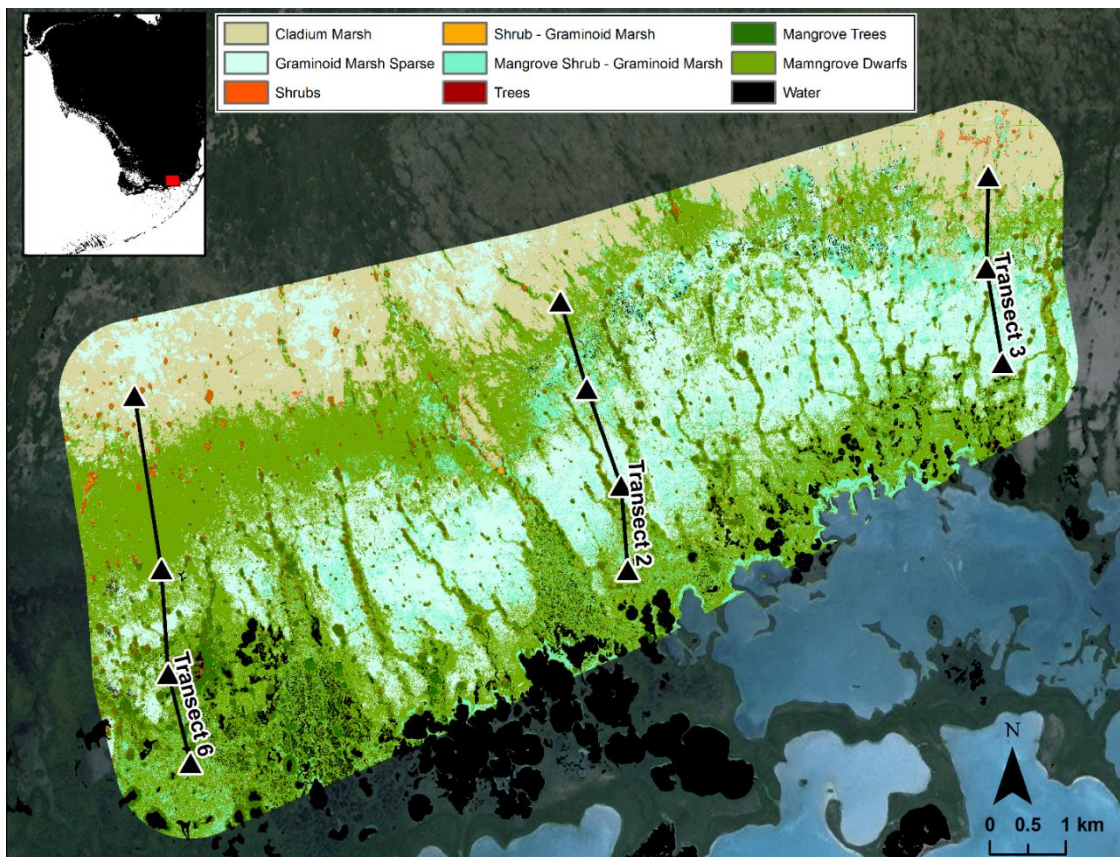 Cladium Marsh
Shrub - Graminoid Marsh
Mangrove Trees
Graminoid Marsh Sparse
Mangrove Shrub - Graminoid Marsh
Mamngrove Dwarfs
Shrubs
Trees
Water
Transect 3
Transect 2
Transect 6
N
0 0.5 1 km